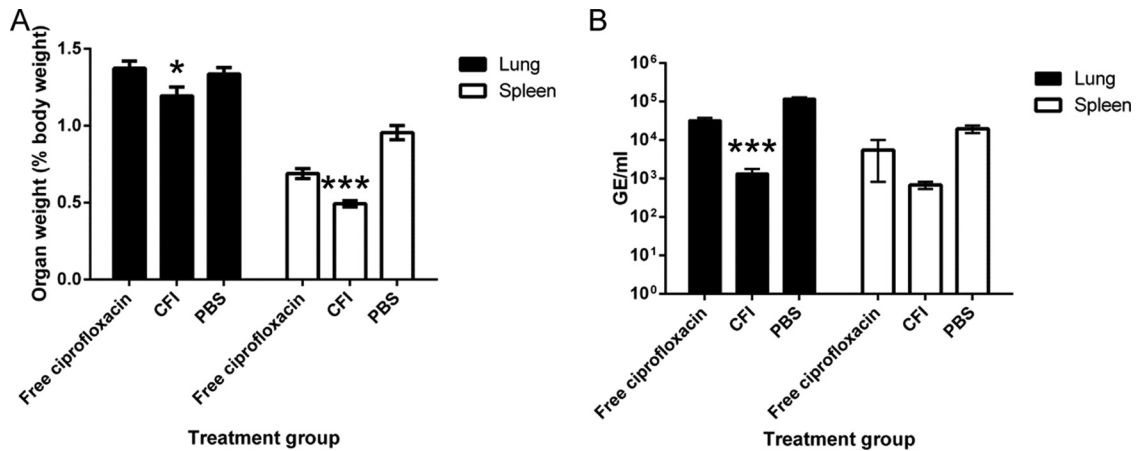 A
Organ weight (% body weight)
1.5
1.0
0.5
0.0
*
***
Lung
Spleen
Free ciprofloxacin
CFI
PBS
Free ciprofloxacin
CFI
PBS
Treatment group
B
GE/ml
10⁶
10⁵
10⁴
10³
10²
10¹
10⁰
***
Lung
Spleen
Free ciprofloxacin
CFI
PBS
Free ciprofloxacin
CFI
PBS
Treatment group